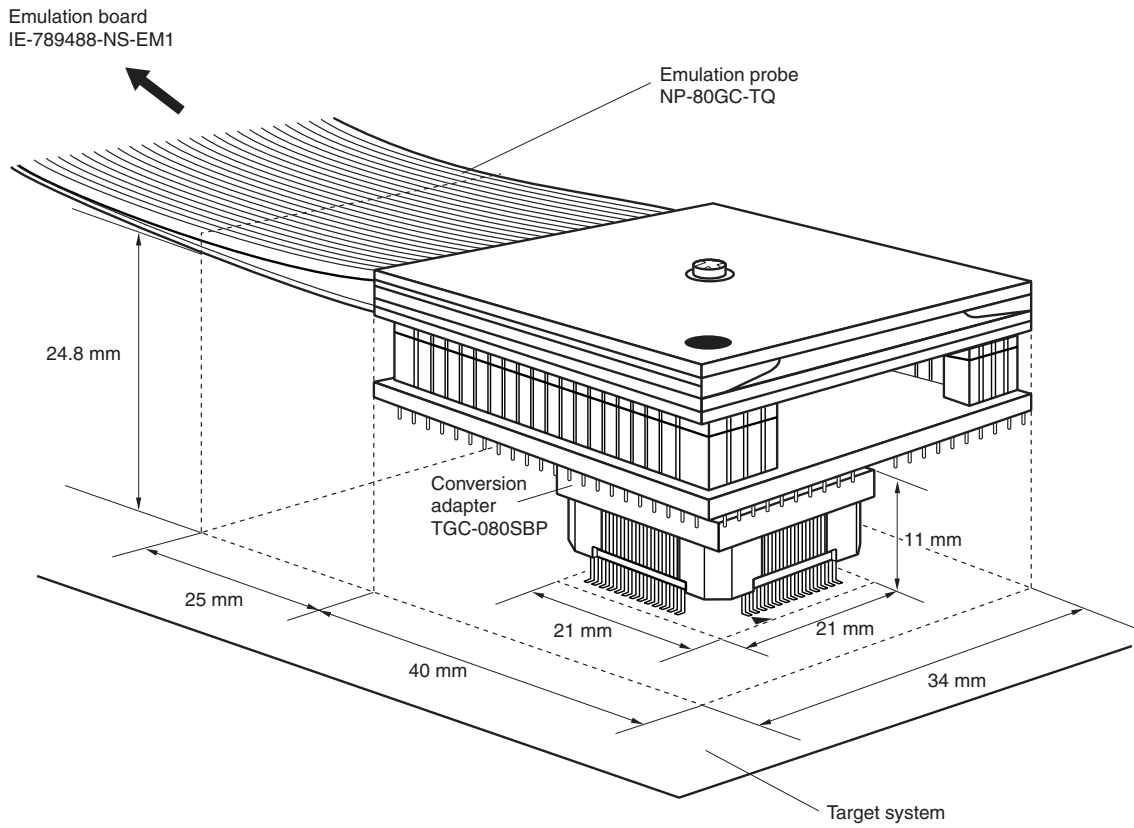 Emulation board
IE-789488-NS-EM1
Emulation probe
NP-80GC-TQ
24.8 mm
Conversion
adapter
TGC-080SBP
11 mm
25 mm
21 mm
21 mm
40 mm
34 mm
Target system